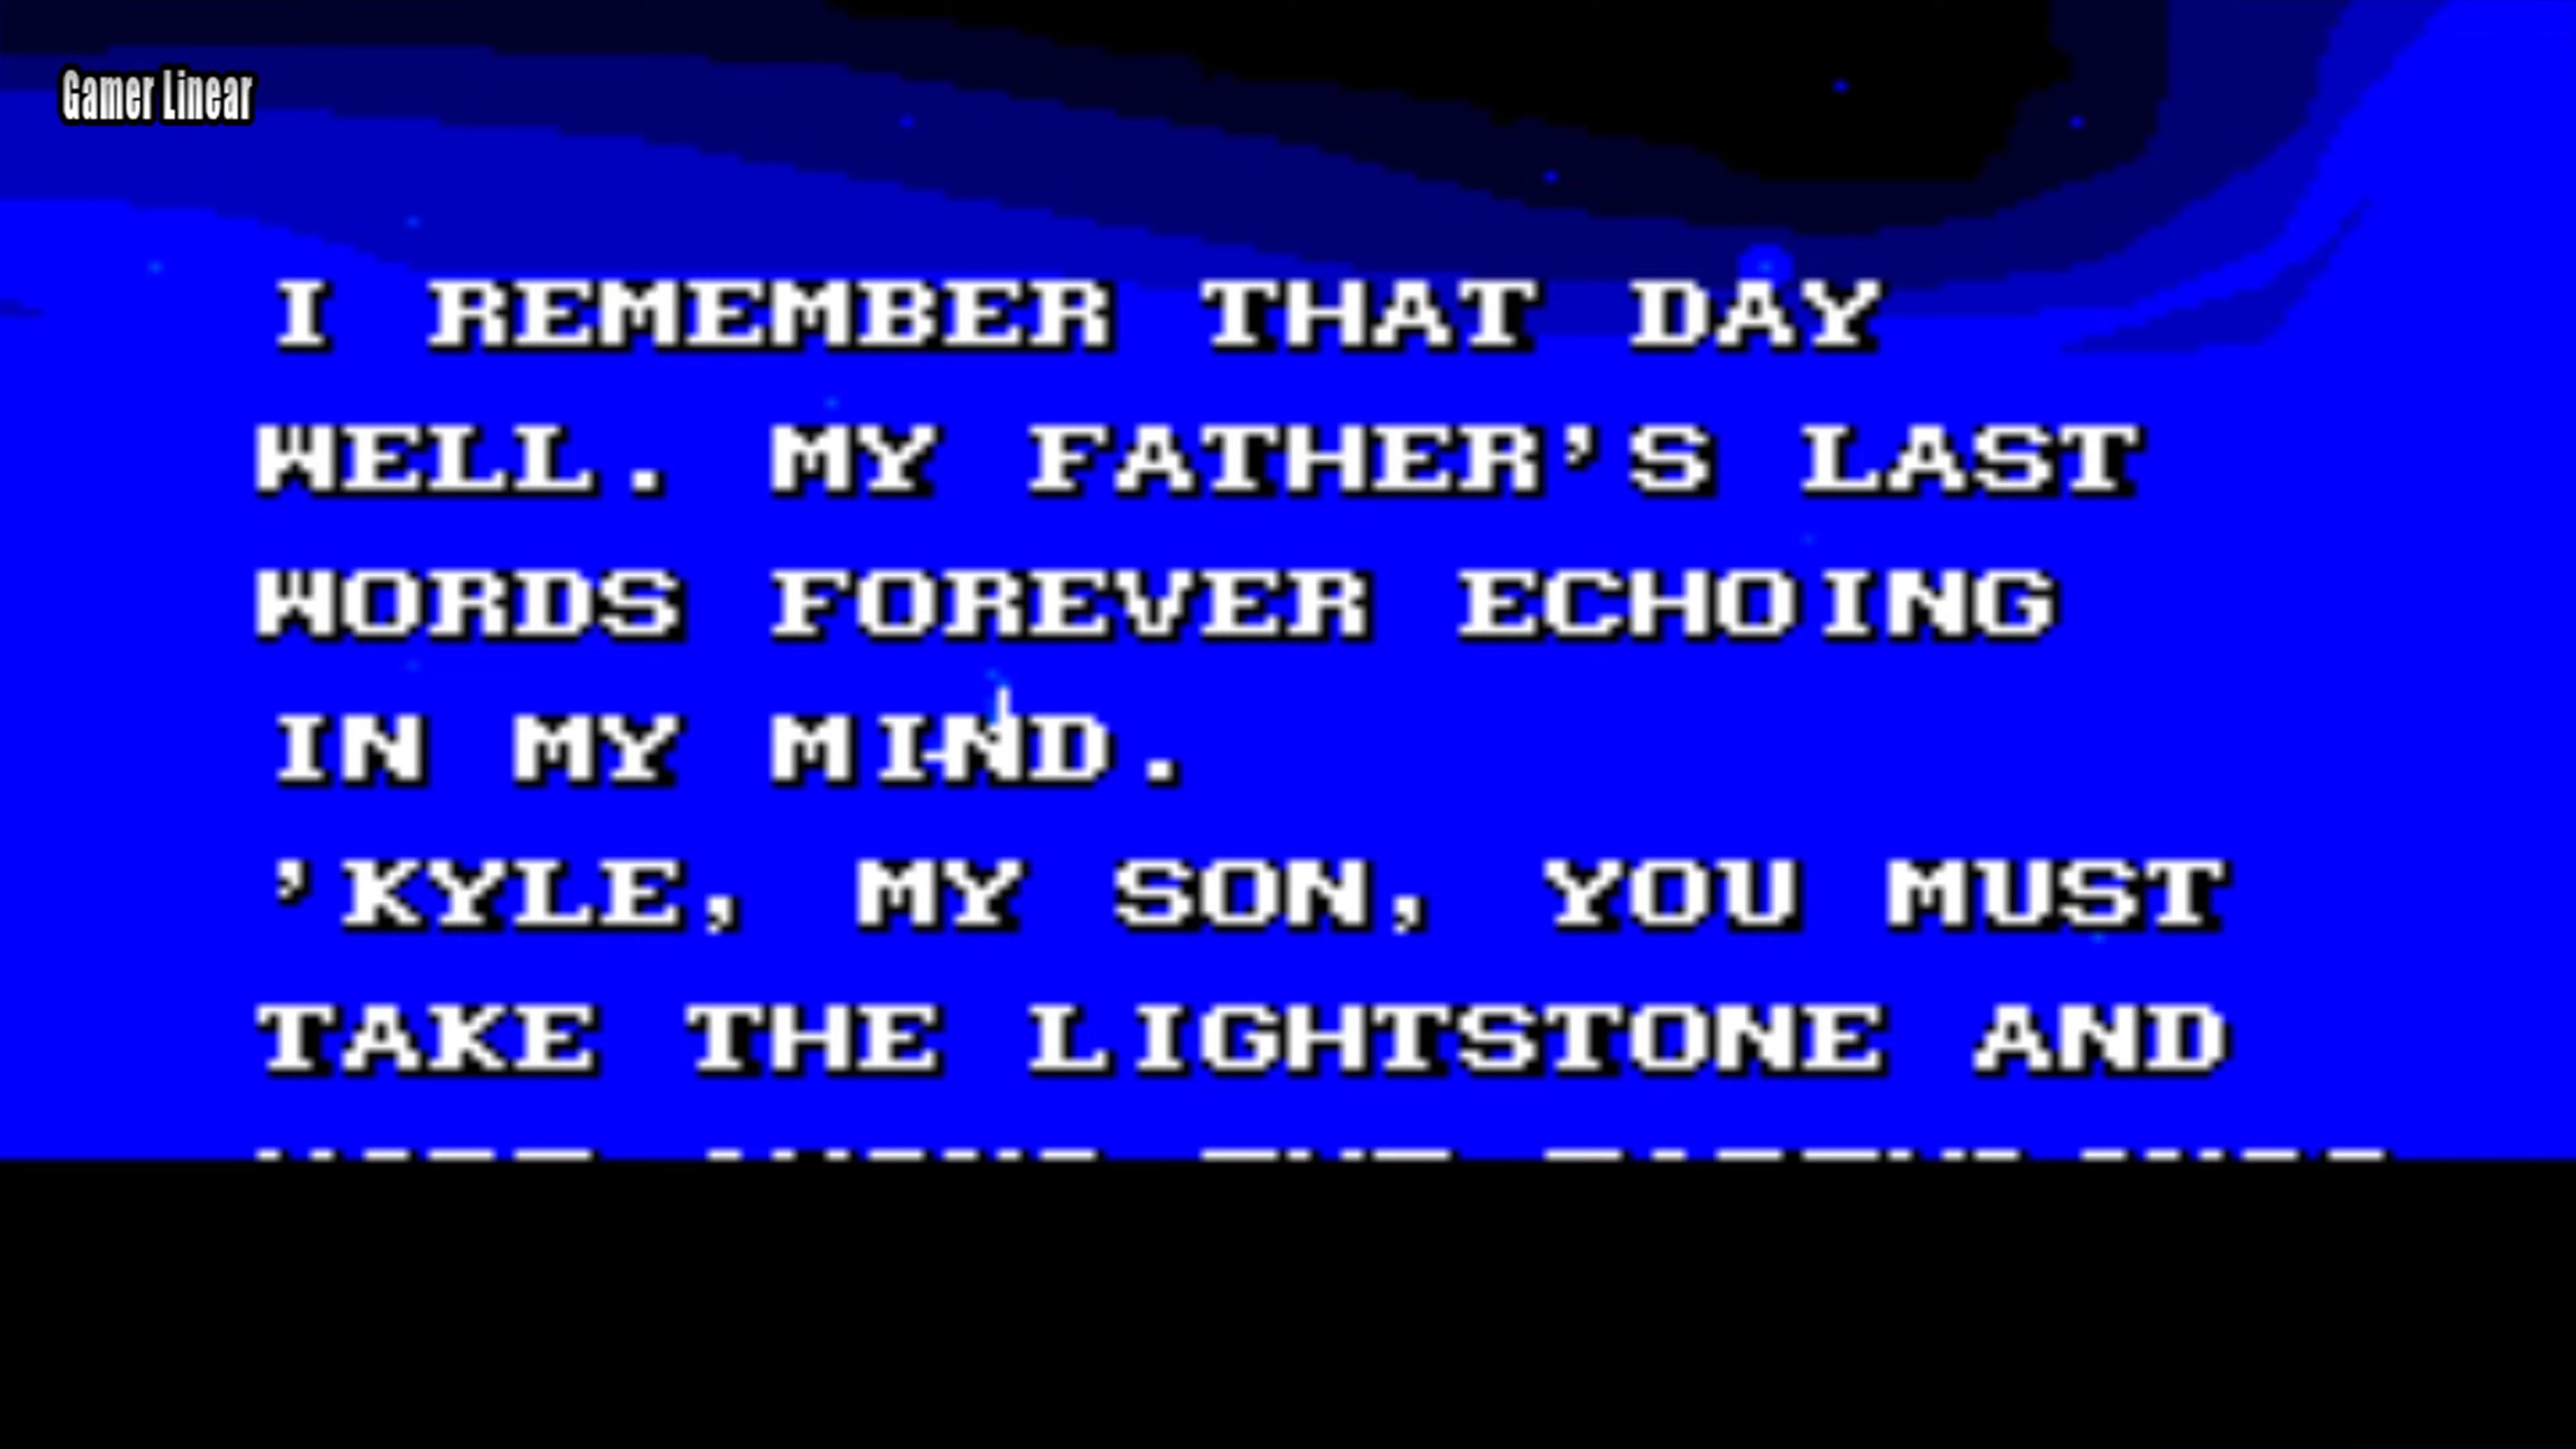 Gamer Linear
I REMEMBER THAT DAY
WELL. MY FATHER'S LAST
WORDS FOREVER ECHOING
IN MY MIND.
'KYLE, MY SON, YOU MUST
TAKE THE LIGHTSTONE AND